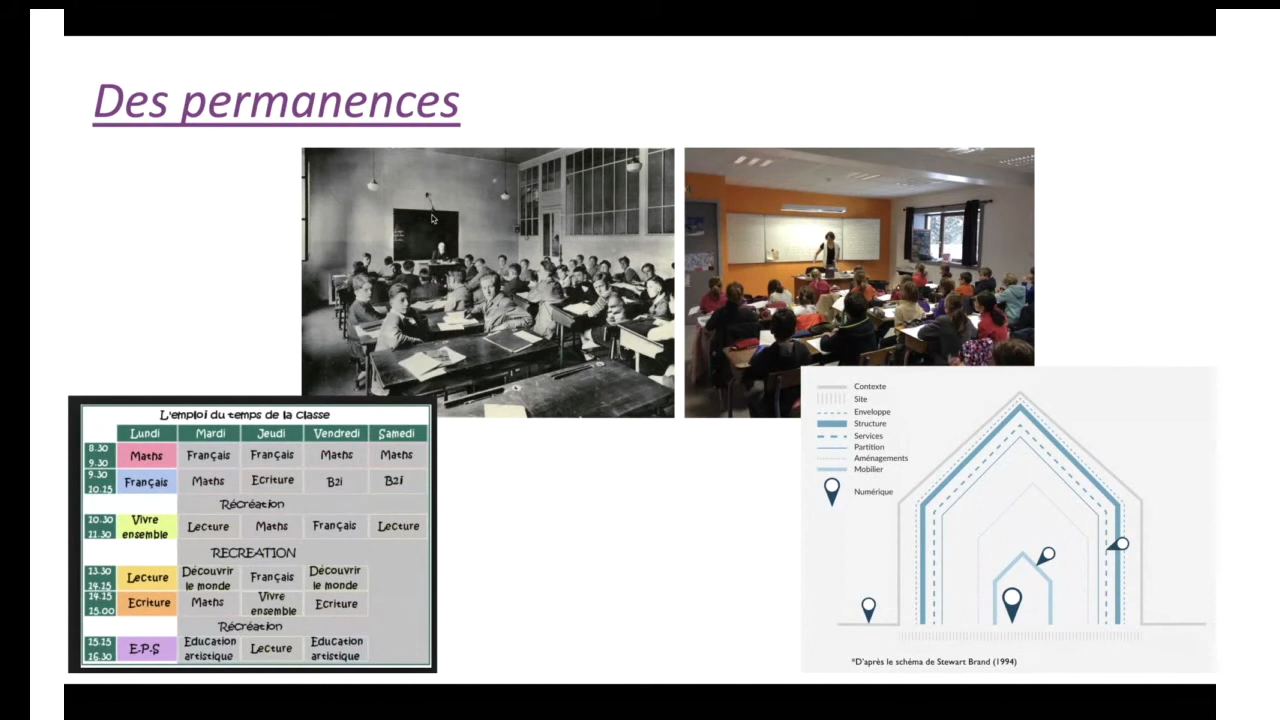 Des permanences
L'emploi du temps de la classe
Lundi Mardi Jeudi Vendredi Samedi
8.30
9.30
Maths Français Français Maths Maths
9.30
10.15
Français Maths Ecriture B2i B2i
Récréation
10.30
11.30
Vivre
ensemble
Lecture Maths Français Lecture
RECREATION
13.30
14.15
Lecture
Découvrir
le monde
Français
Découvrir
le monde
14.15
15.00
Ecriture Maths
Vivre
ensemble
Ecriture
Récréation
15.15
16.30
E.P.S
Education
artistique
Lecture
Education
artistique
Contexte
Site
Enveloppe
Structure
Services
Partition
Aménagements
Mobilier
Numérique
*D'après le schéma de Stewart Brand (1994)